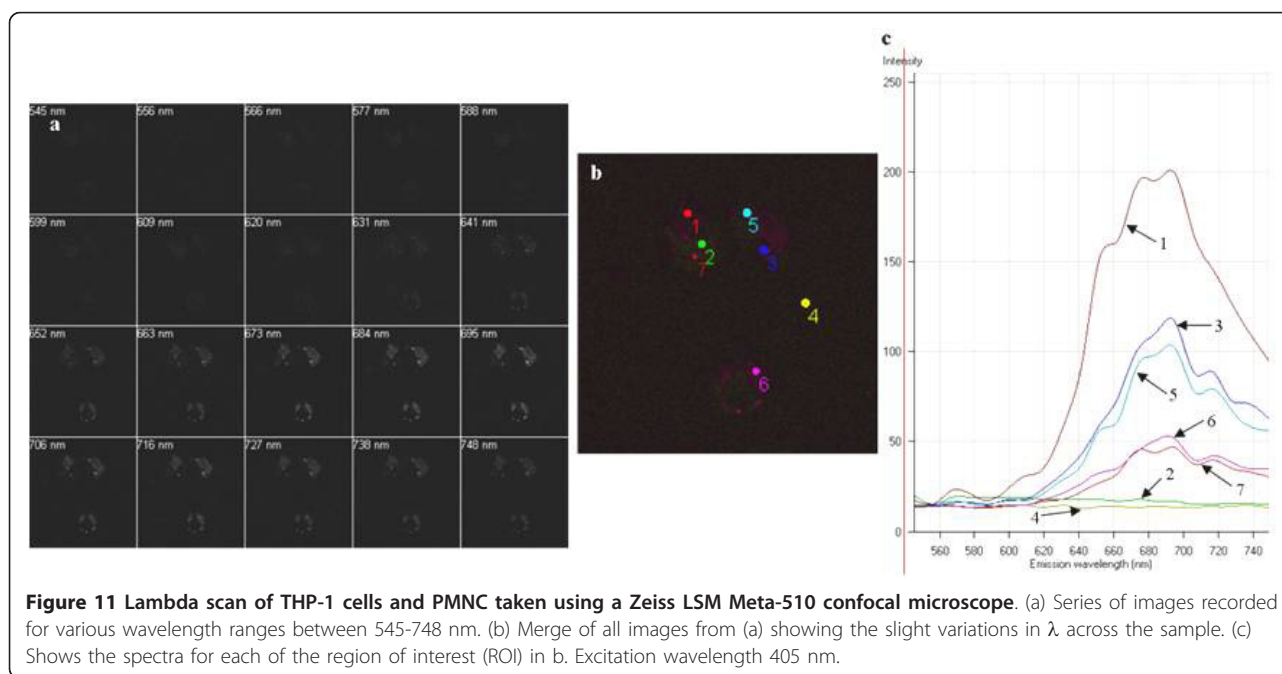 a
545 nm 556 nm 566 nm 577 nm 588 nm
599 nm 609 nm 620 nm 631 nm 641 nm
652 nm 663 nm 673 nm 684 nm 695 nm
706 nm 716 nm 727 nm 738 nm 748 nm
b
1
5
2
3
7
4
6
c
Intensity
250
200
150
100
50
0
1
3
5
6
2
7
4
560 580 600 620 640 660 680 700 720 740
Emission wavelength (nm)
Figure 11 Lambda scan of THP-1 cells and PMNC taken using a Zeiss LSM Meta-510 confocal microscope. (a) Series of images recorded
for various wavelength ranges between 545-748 nm. (b) Merge of all images from (a) showing the slight variations in λ across the sample. (c)
Shows the spectra for each of the region of interest (ROI) in b. Excitation wavelength 405 nm.